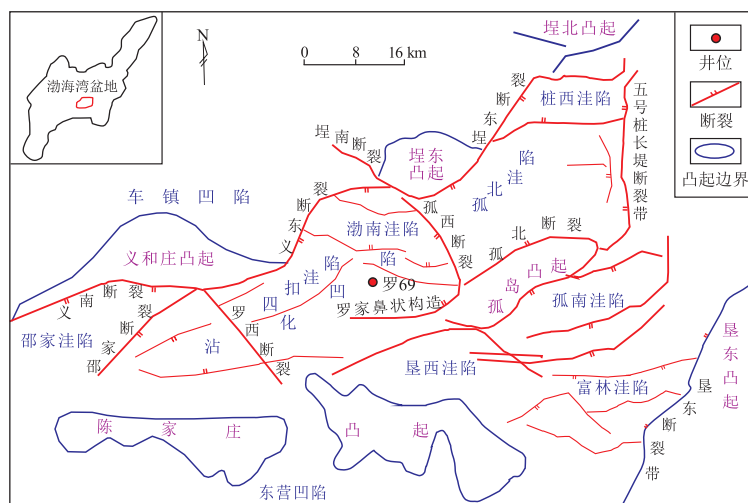 渤海湾盆地
N
0 8 16 km
埕北凸起
井位
断裂
凸起边界
桩西洼陷
五号桩长堤断裂带
埕东断裂
埕南断裂
埕东凸起
孤北洼陷
车镇凹陷
义东断裂
渤南洼陷
孤西断裂
孤北断裂
义和庄凸起
四扣洼陷
罗69
孤岛凸起
罗家鼻状构造
孤南洼陷
义南断裂
邵家洼陷
邵家断裂
沾化凹陷
罗西断裂
垦西洼陷
富林洼陷
垦东凸起
垦东断裂带
陈家庄
凸起
东营凹陷